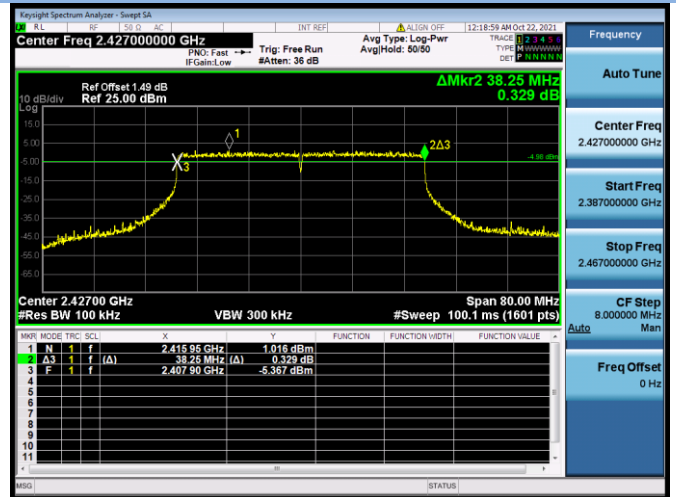 Keysight Spectrum Analyzer - Swept SA
RL RF 50 Ω AC INT REF ALIGN OFF 12:18:59 AM Oct 22, 2021
Center Freq 2.427000000 GHz
PNO: Fast
IFGain:Low
Trig: Free Run
#Atten: 36 dB
Avg Type: Log-Pwr
Avg|Hold: 50/50
TRACE 1 2 3 4 5 6
TYPE M W W W W W
DET P N N N N N
Frequency
Auto Tune
Center Freq
2.427000000 GHz
Start Freq
2.387000000 GHz
Stop Freq
2.467000000 GHz
CF Step
8.000000 MHz
Auto Man
Freq Offset
0 Hz
ΔMkr2 38.25 MHz
0.329 dB
Ref Offset 1.49 dB
10 dB/div Ref 25.00 dBm
Log
15.0
5.00
-5.00
-15.0
-25.0
-35.0
-45.0
-55.0
-65.0
1
2Δ3
3
-4.98 dBm
Center 2.42700 GHz Span 80.00 MHz
#Res BW 100 kHz VBW 300 kHz #Sweep 100.1 ms (1601 pts)
MKR MODE TRC SCL X Y FUNCTION FUNCTION WIDTH FUNCTION VALUE
1 N 1 f 2.415 95 GHz 1.016 dBm
2 Δ3 1 f (Δ) 38.25 MHz (Δ) 0.329 dB
3 F 1 f 2.407 90 GHz -5.367 dBm
4
5
6
7
8
9
10
11
MSG STATUS